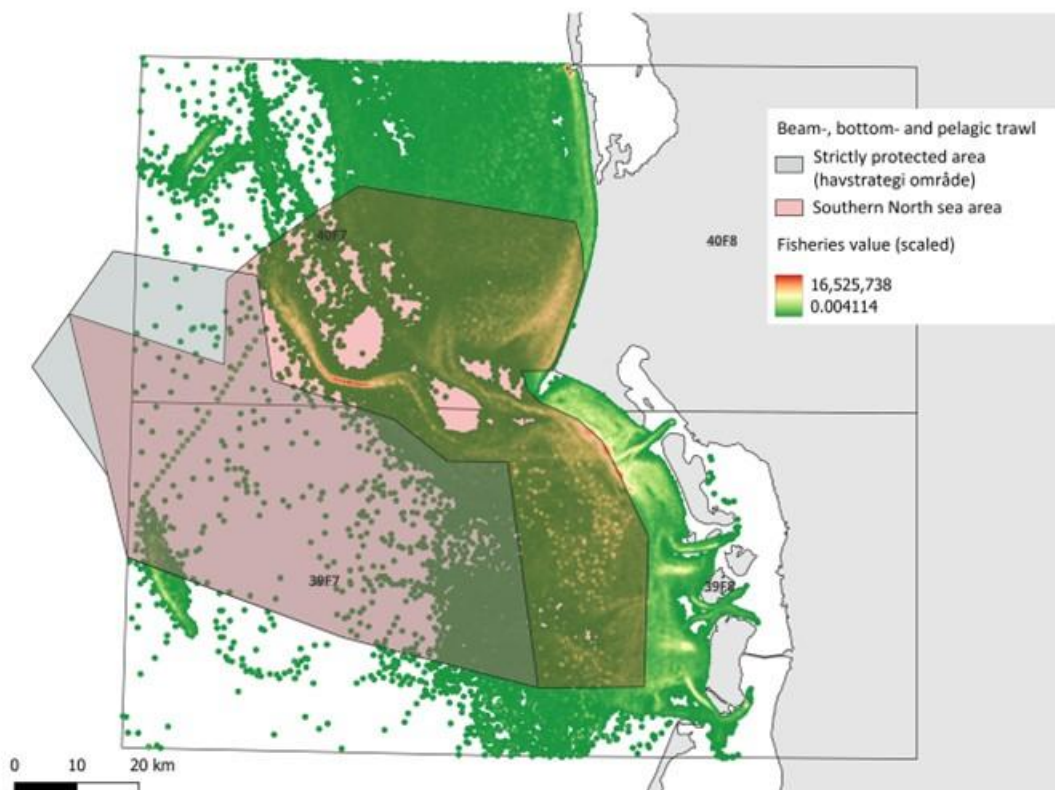 Beam-, bottom- and pelagic trawl
Strictly protected area
(havstrategi område)
Southern North sea area
Fisheries value (scaled)
16,525,738
0.004114
40F7
40F8
39F7
39F8
0 10 20 km